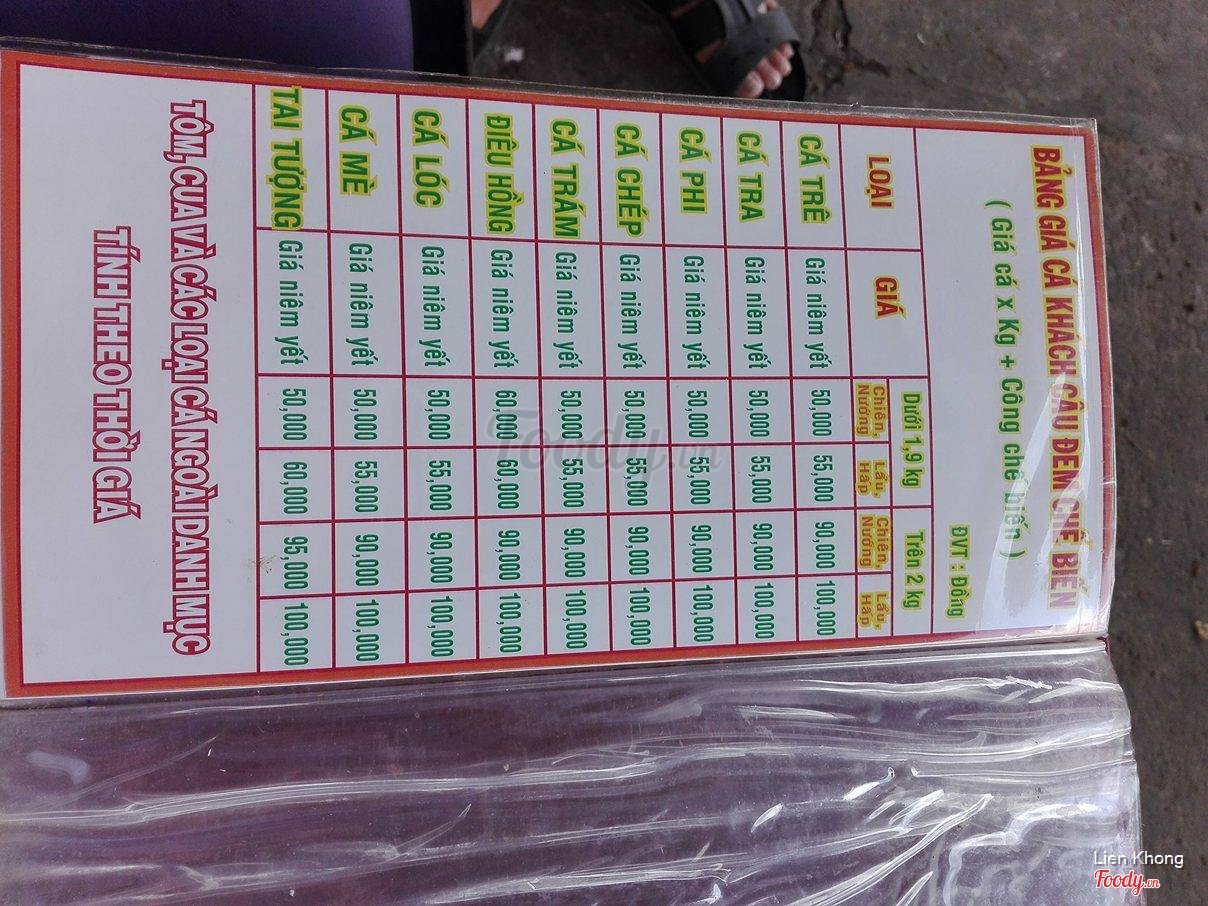 BẢNG GIÁ CÁ KHÁCH CÂU ĐEM CHẾ BIẾN
( Giá cá x Kg + Công chế biến )
ĐVT : Đồng
LOẠI GIÁ Dưới 1,9 kg Trên 2 kg
Chiên, Nướng Lẩu, Hấp Chiên, Nướng Lẩu, Hấp
CÁ TRÊ Giá niêm yết 50,000 55,000 90,000 100,000
CÁ TRA Giá niêm yết 50,000 55,000 90,000 100,000
CÁ PHI Giá niêm yết 50,000 55,000 90,000 100,000
CÁ CHÉP Giá niêm yết 50,000 55,000 90,000 100,000
CÁ TRÁM Giá niêm yết 50,000 55,000 90,000 100,000
ĐIÊU HỒNG Giá niêm yết 60,000 60,000 90,000 100,000
CÁ LÓC Giá niêm yết 50,000 55,000 90,000 100,000
CÁ MÈ Giá niêm yết 50,000 55,000 90,000 100,000
TAI TƯỢNG Giá niêm yết 50,000 60,000 95,000 100,000
TÔM, CUA VÀ CÁC LOẠI CÁ NGOÀI DANH MỤC
TÍNH THEO THỜI GIÁ
Foody.vn
Lien Khong
Foody.vn